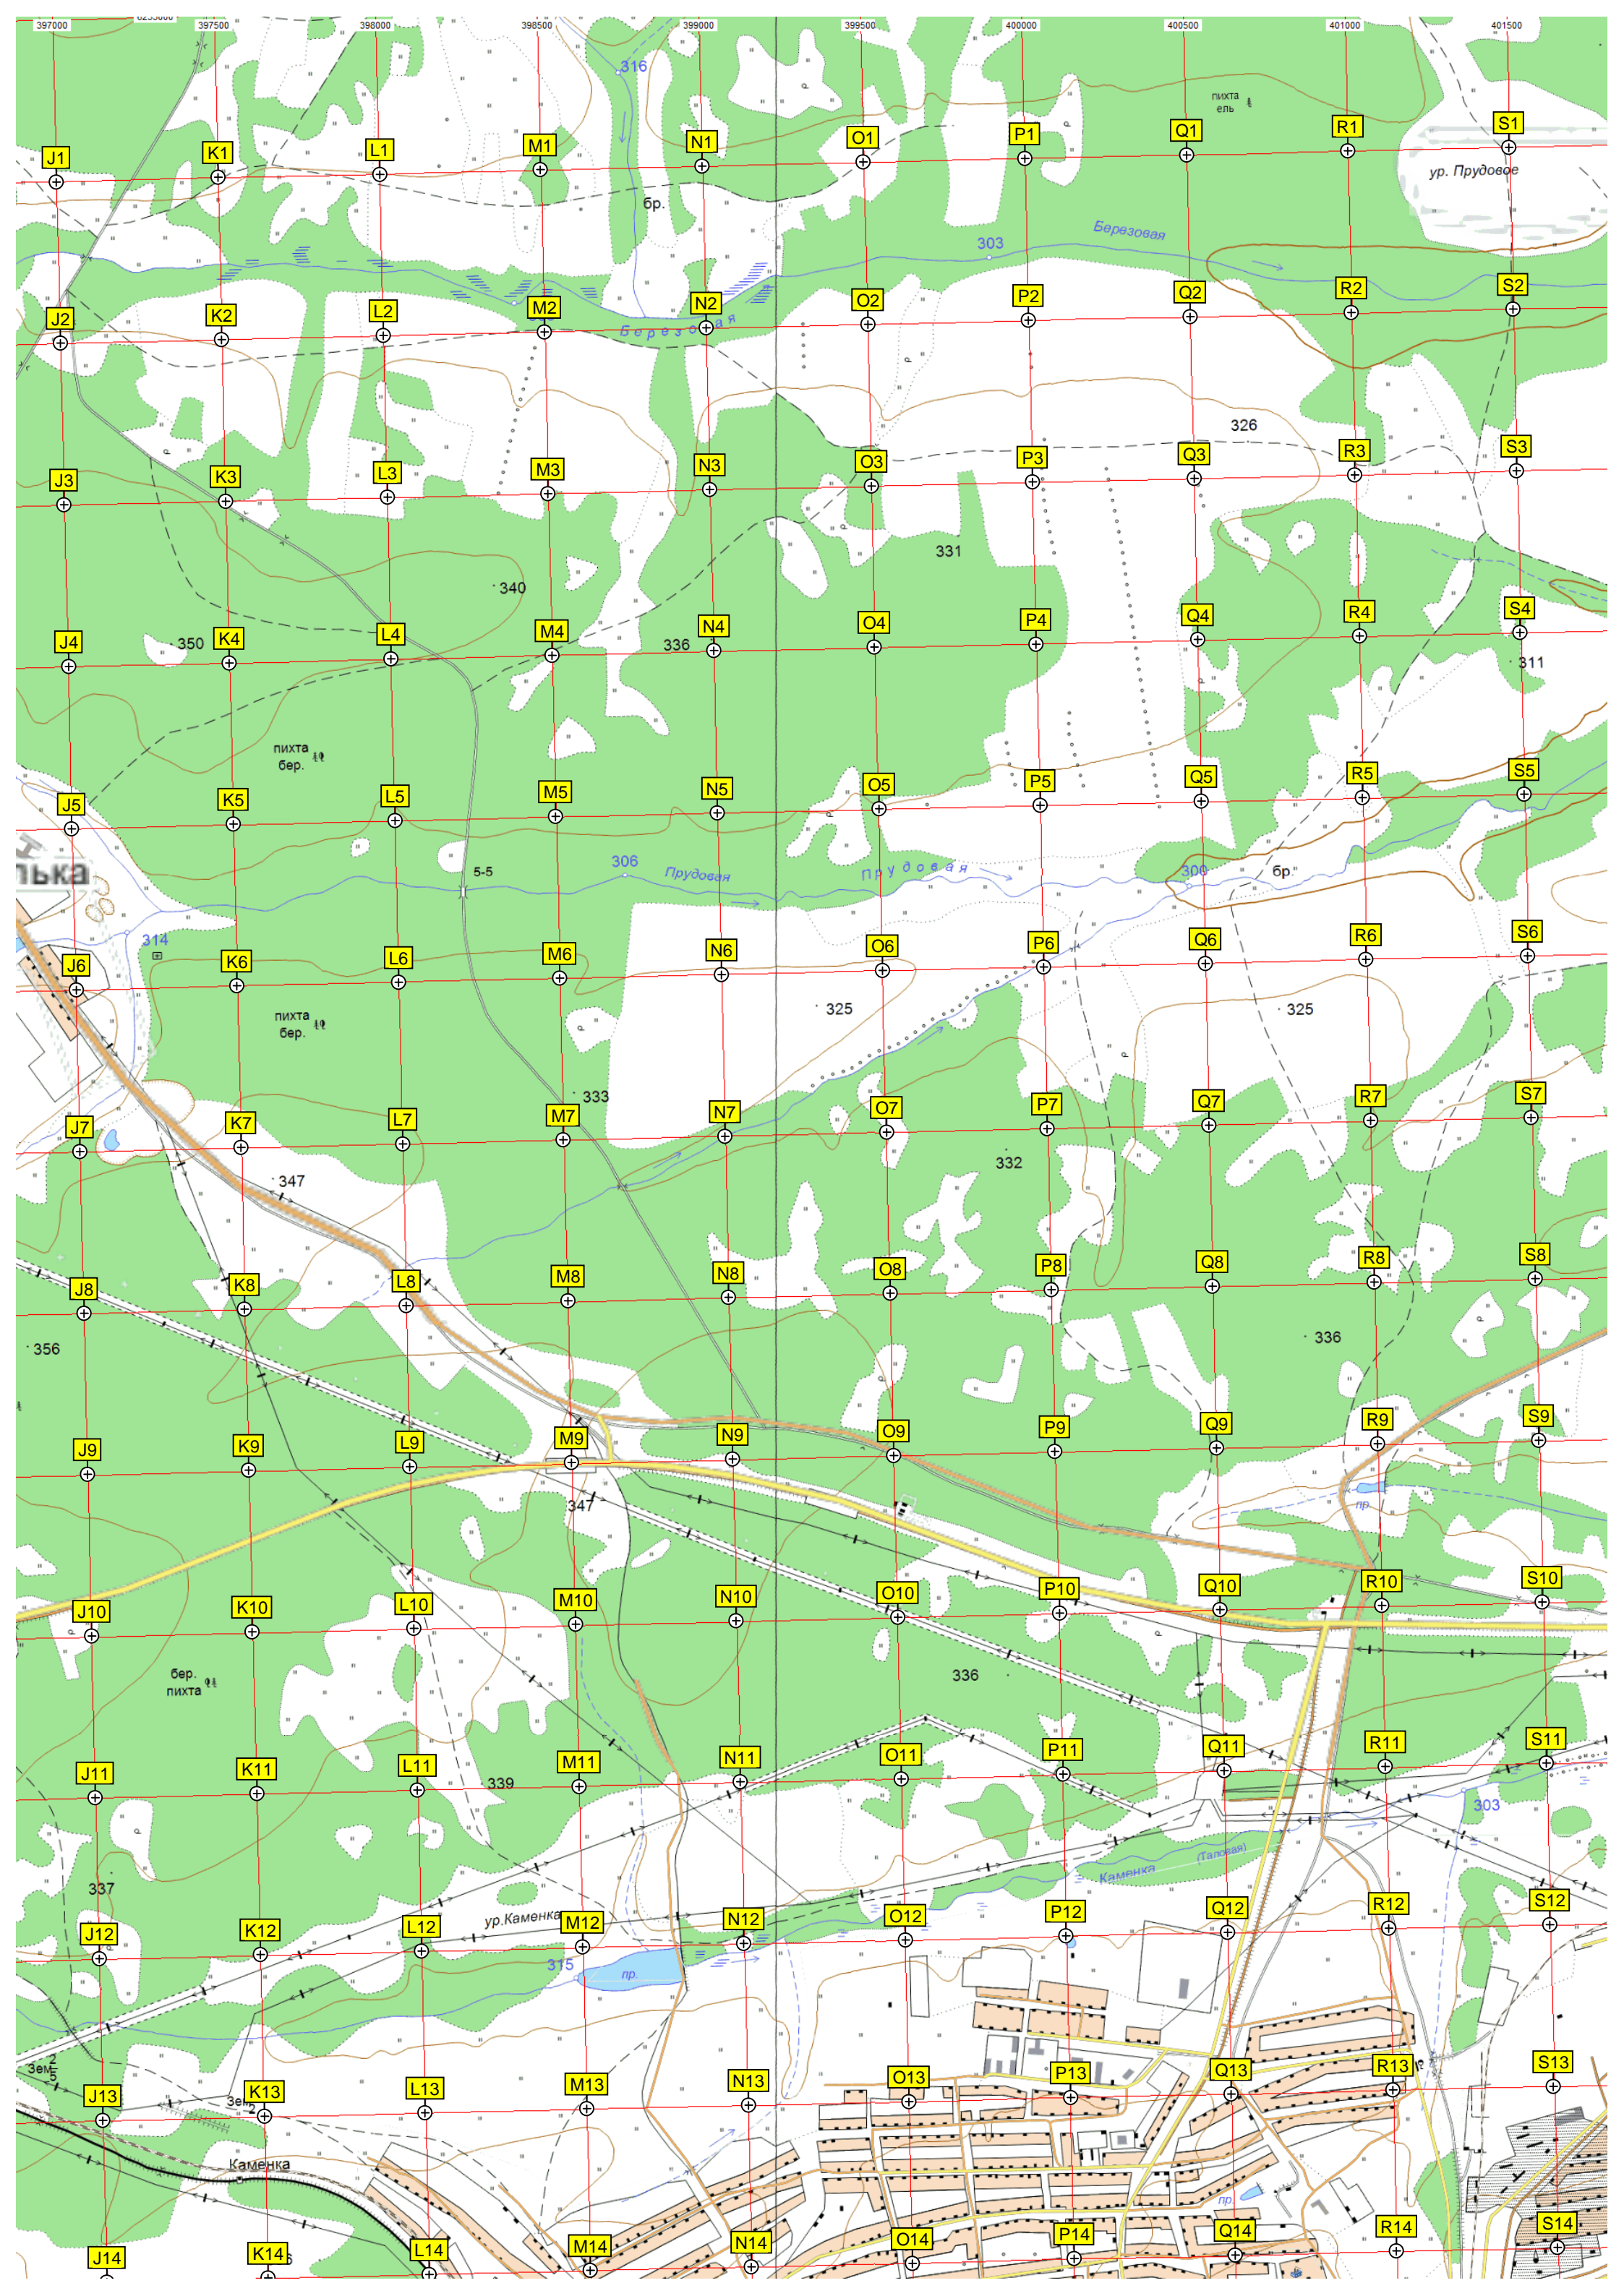 397000 397500 398000 398500 399000 399500 400000 400500 401000 401500
6255000
316
пихта
ель
J1 K1 L1 M1 N1 O1 P1 Q1 R1 S1
ур. Прудовое
бр.
Березовая
303
J2 K2 L2 M2 N2 O2 P2 Q2 R2 S2
Березовая
326
J3 K3 L3 M3 N3 O3 P3 Q3 R3 S3
331
340
J4 K4 L4 M4 N4 O4 P4 Q4 R4 S4
350
336
311
пихта
бер.
J5 K5 L5 M5 N5 O5 P5 Q5 R5 S5
лька
5-5
306
Прудовая
Прудовая
300
бр.
314
J6 K6 L6 M6 N6 O6 P6 Q6 R6 S6
пихта
бер.
325
325
333
J7 K7 L7 M7 N7 O7 P7 Q7 R7 S7
347
332
J8 K8 L8 M8 N8 O8 P8 Q8 R8 S8
356
336
J9 K9 L9 M9 N9 O9 P9 Q9 R9 S9
347
пр.
J10 K10 L10 M10 N10 O10 P10 Q10 R10 S10
бер.
пихта
336
J11 K11 L11 M11 N11 O11 P11 Q11 R11 S11
339
303
Каменка
(Таловая)
337
ур.Каменка
J12 K12 L12 M12 N12 O12 P12 Q12 R12 S12
315
пр.
Зем.
2
5
J13 K13 L13 M13 N13 O13 P13 Q13 R13 S13
Зем.
2
Каменка
пр.
J14 K14 L14 M14 N14 O14 P14 Q14 R14 S14